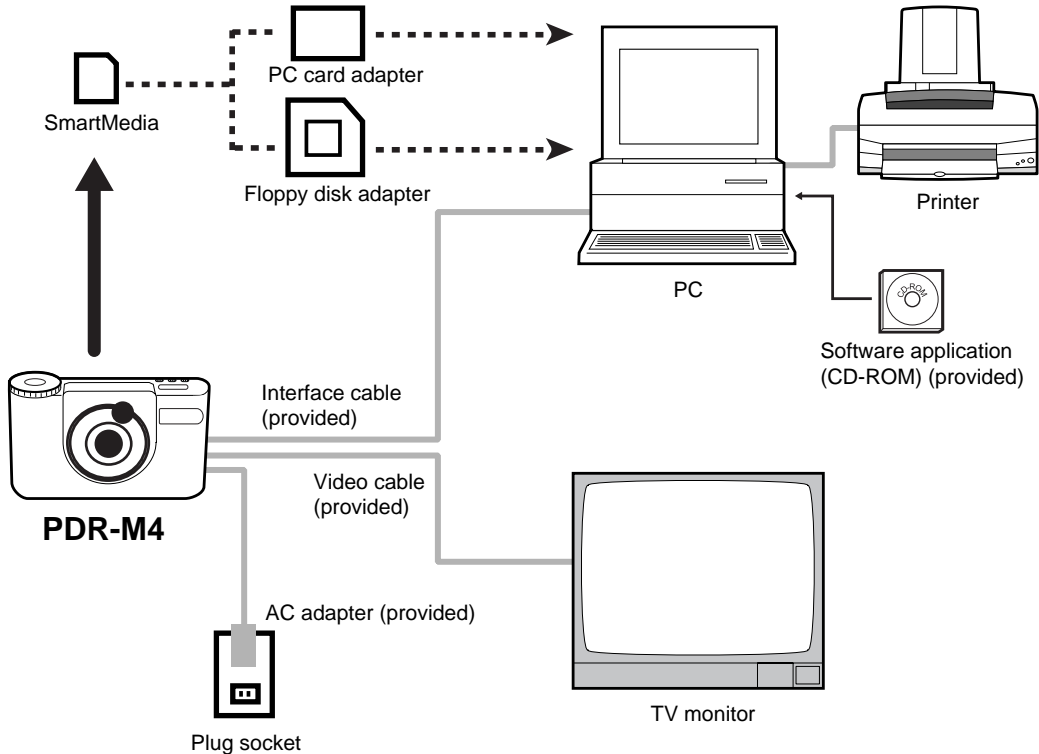 PC card adapter
SmartMedia
Floppy disk adapter
Printer
PC
CD-ROM
Software application
(CD-ROM) (provided)
Interface cable
(provided)
Video cable
(provided)
PDR-M4
AC adapter (provided)
TV monitor
Plug socket